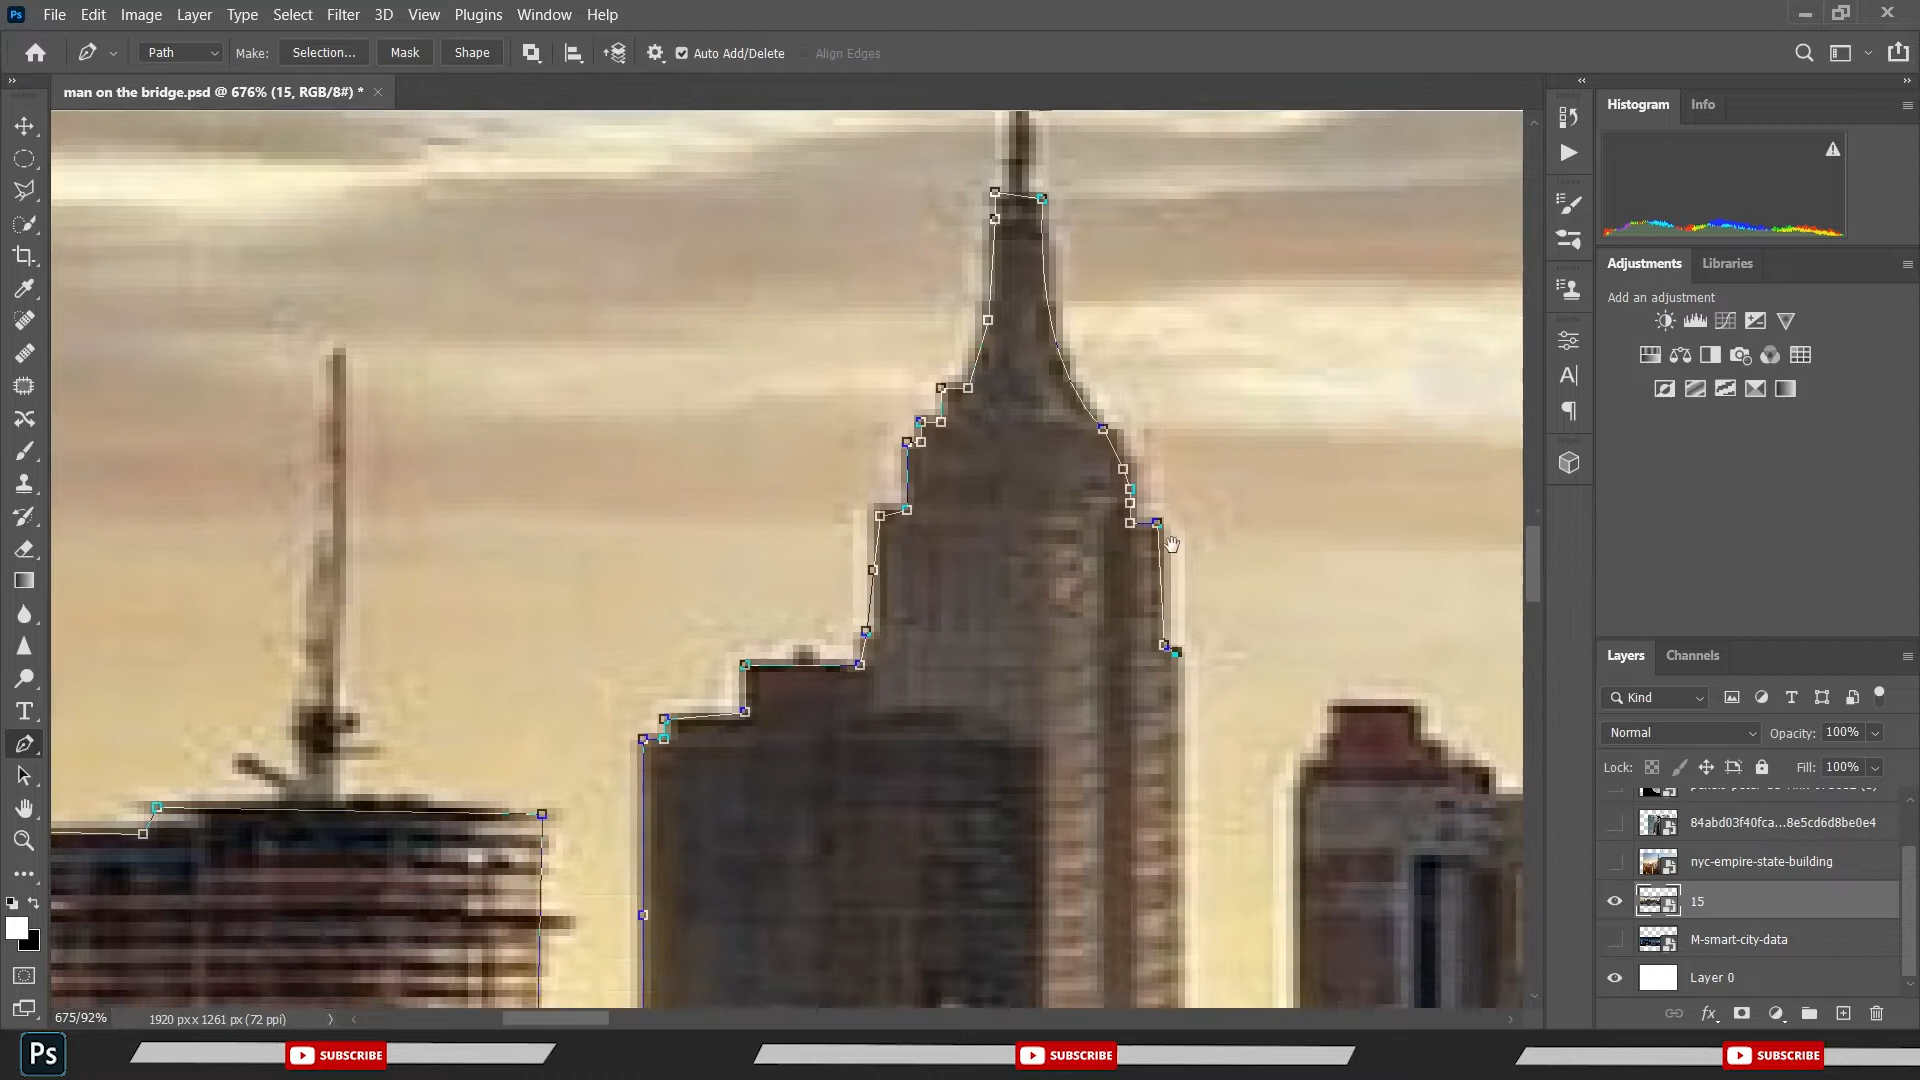 Ps File Edit Image Layer Type Select Filter 3D View Plugins Window Help
Path Make: Selection... Mask Shape Auto Add/Delete Align Edges
man on the bridge.psd @ 676% (15, RGB/8#) * ×
Histogram Info
Adjustments Libraries
Add an adjustment
Layers Channels
Kind
Normal Opacity: 100%
Lock: Fill: 100%
84abd03f40fca...8e5cd6d8be0e4
nyc-empire-state-building
15
M-smart-city-data
Layer 0
675/92% 1920 px x 1261 px (72 ppi)
Ps SUBSCRIBE SUBSCRIBE SUBSCRIBE